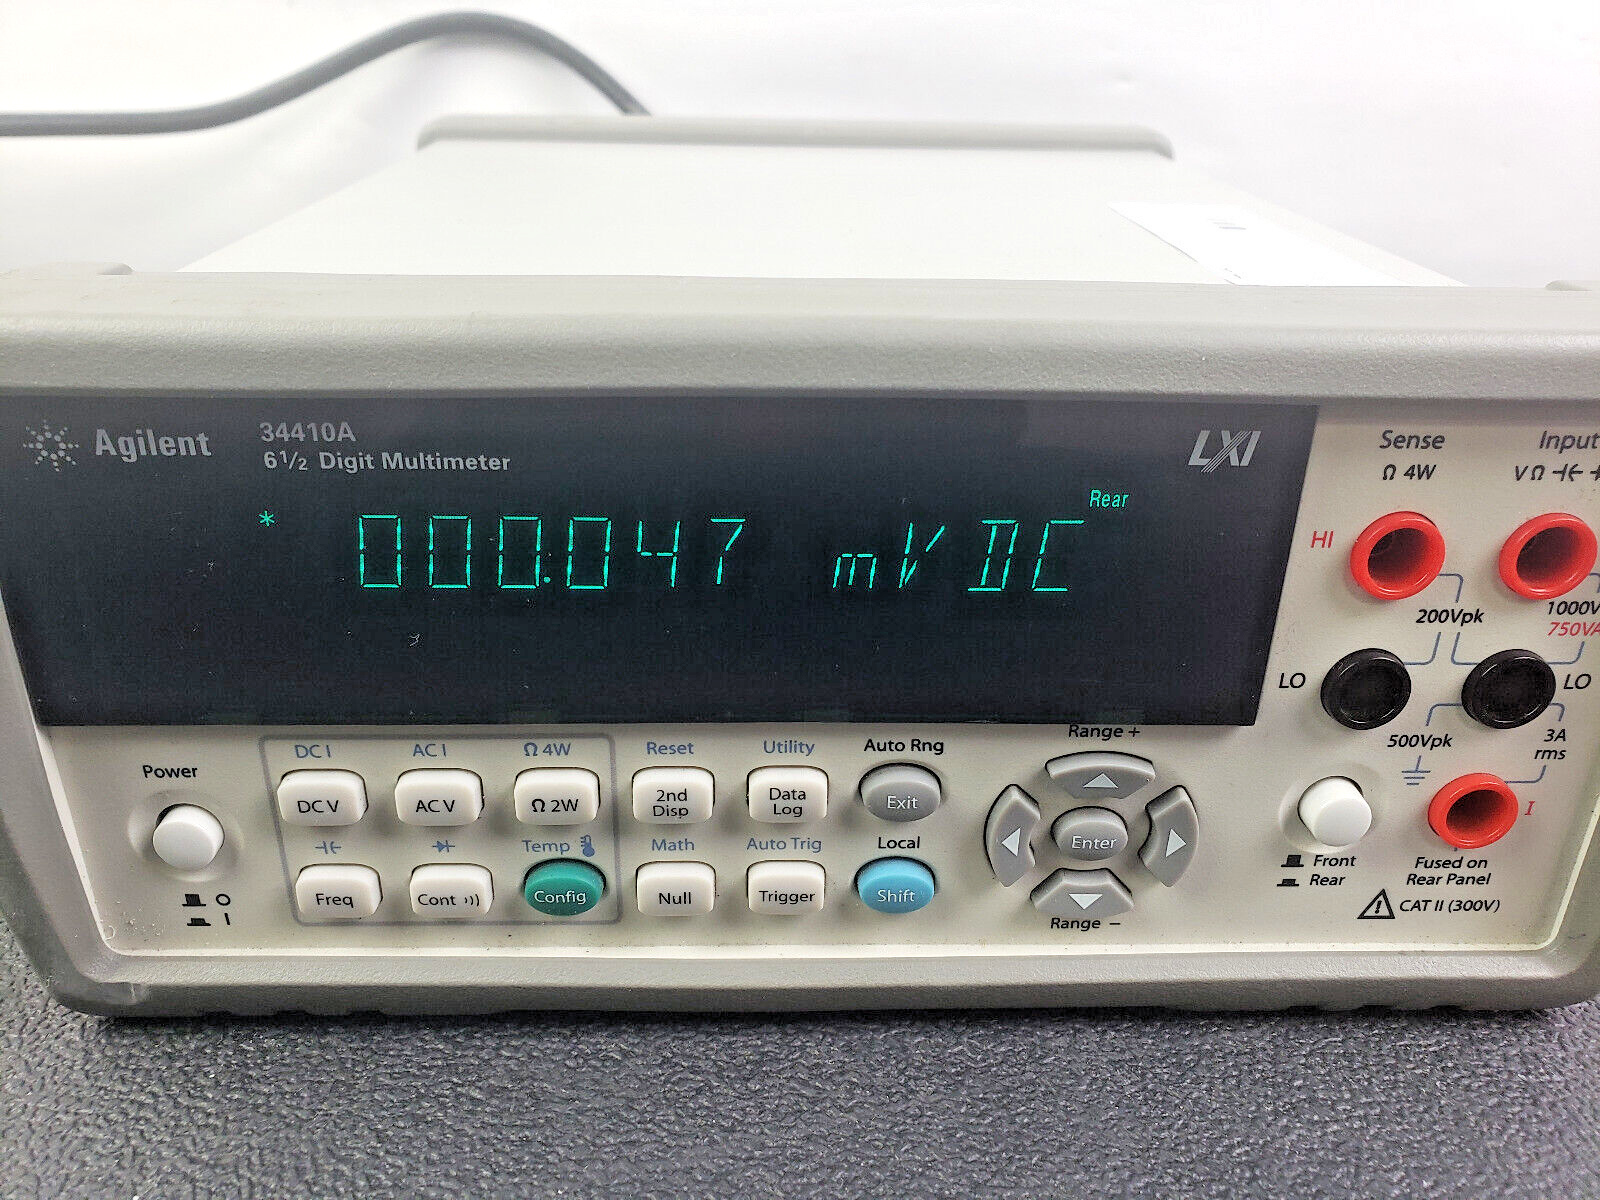 Agilent
34410A
6½ Digit Multimeter
LXI
Rear
* 000.047 mVDC
Sense
Ω 4W
Input
V Ω
HI
200Vpk
1000V
750VA
LO
LO
500Vpk
3A
rms
I
Front
Rear
Fused on
Rear Panel
CAT II (300V)
Power
O
I
DC I
AC I
Ω 4W
Reset
Utility
Auto Rng
Range +
DC V
AC V
Ω 2W
2nd
Disp
Data
Log
Exit
Enter
Temp
Math
Auto Trig
Local
Freq
Cont
Config
Null
Trigger
Shift
Range −